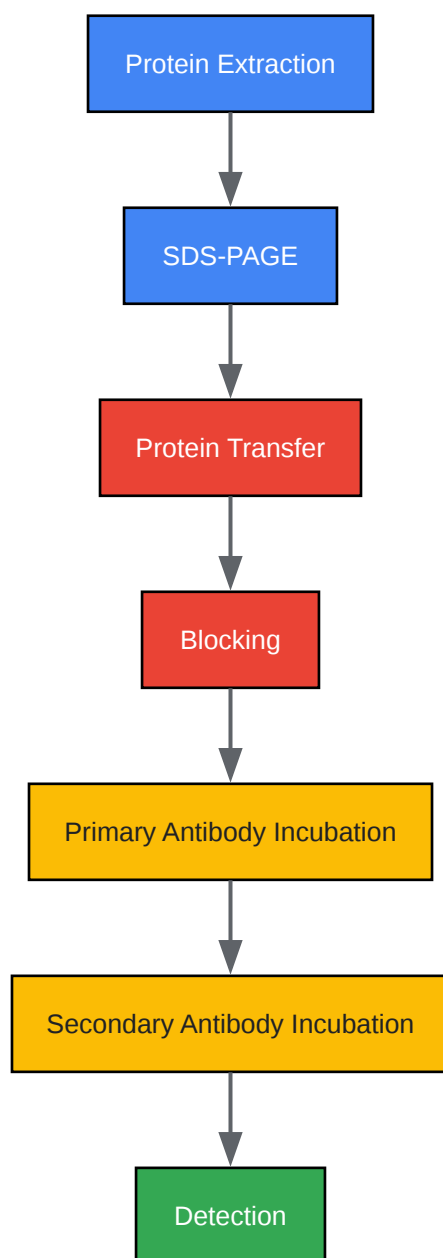 Protein Extraction
SDS-PAGE
Protein Transfer
Blocking
Primary Antibody Incubation
Secondary Antibody Incubation
Detection